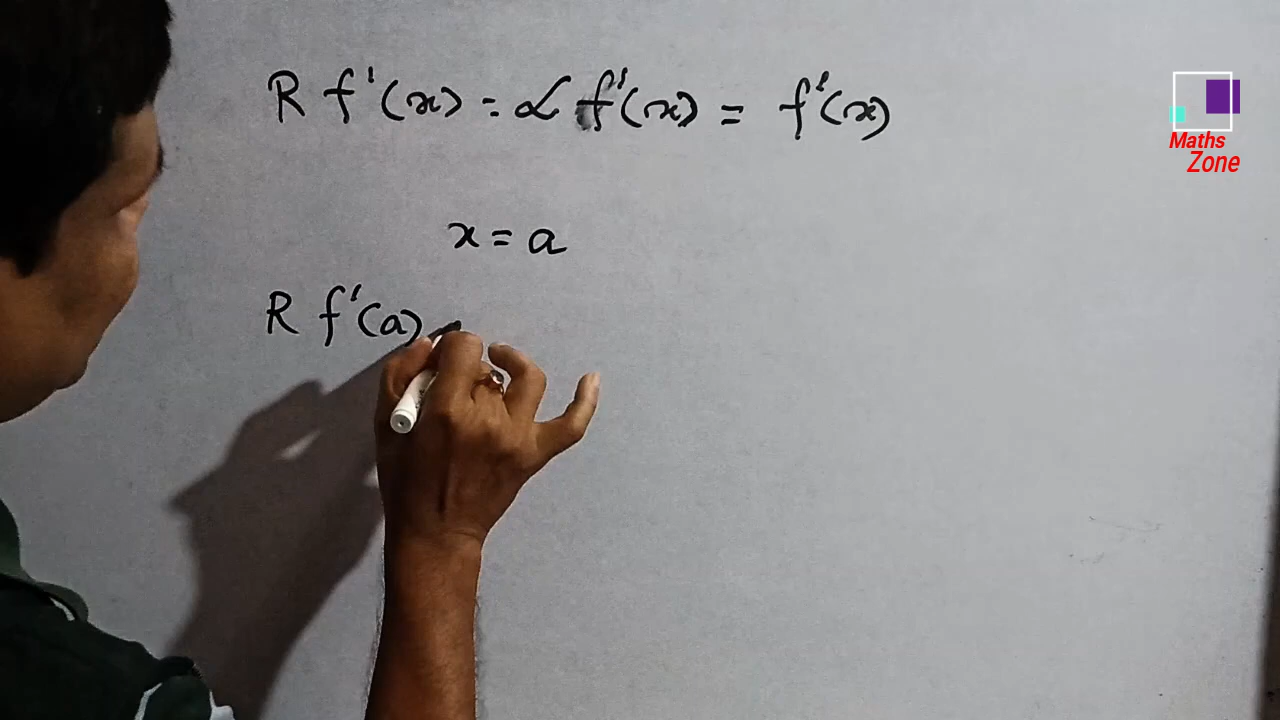 R f'(x) = L f'(x) = f'(x)
x = a
R f'(a)
Maths
Zone